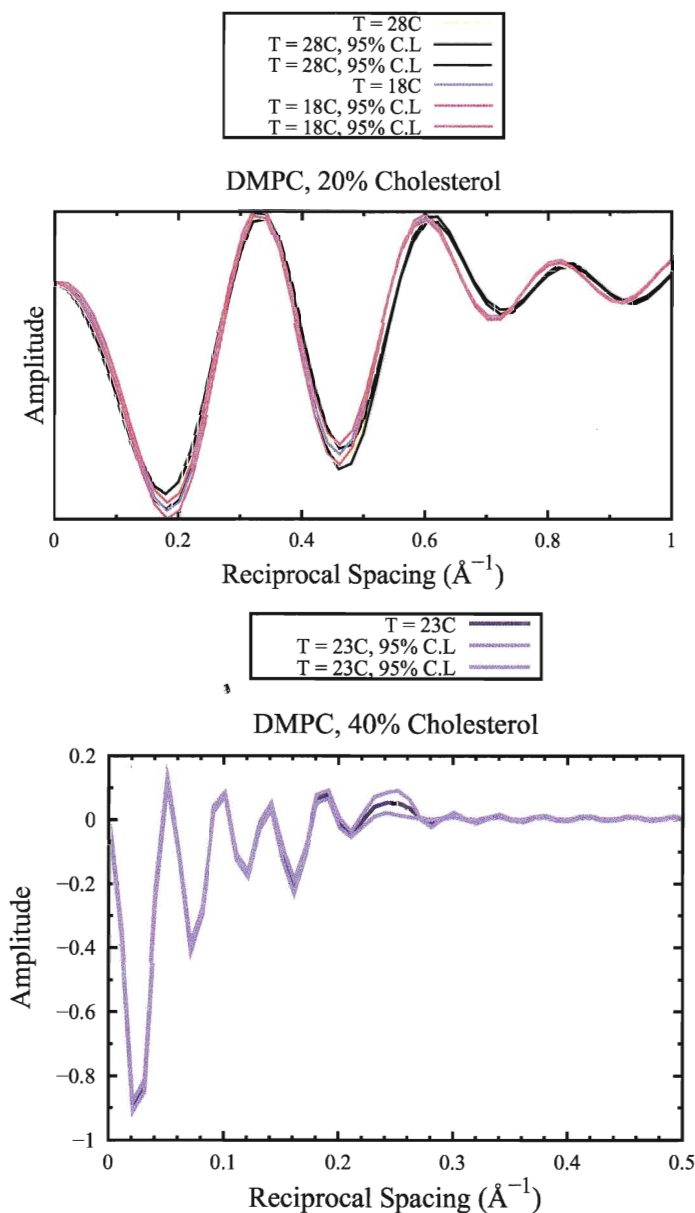 T = 28C
T = 28C, 95% C.L
T = 28C, 95% C.L
T = 18C
T = 18C, 95% C.L
T = 18C, 95% C.L
DMPC, 20% Cholesterol
Amplitude
0 0.2 0.4 0.6 0.8 1
Reciprocal Spacing (Å⁻¹)
T = 23C
T = 23C, 95% C.L
T = 23C, 95% C.L
DMPC, 40% Cholesterol
0.2
0
−0.2
−0.4
−0.6
−0.8
−1
Amplitude
0 0.1 0.2 0.3 0.4 0.5
Reciprocal Spacing (Å⁻¹)